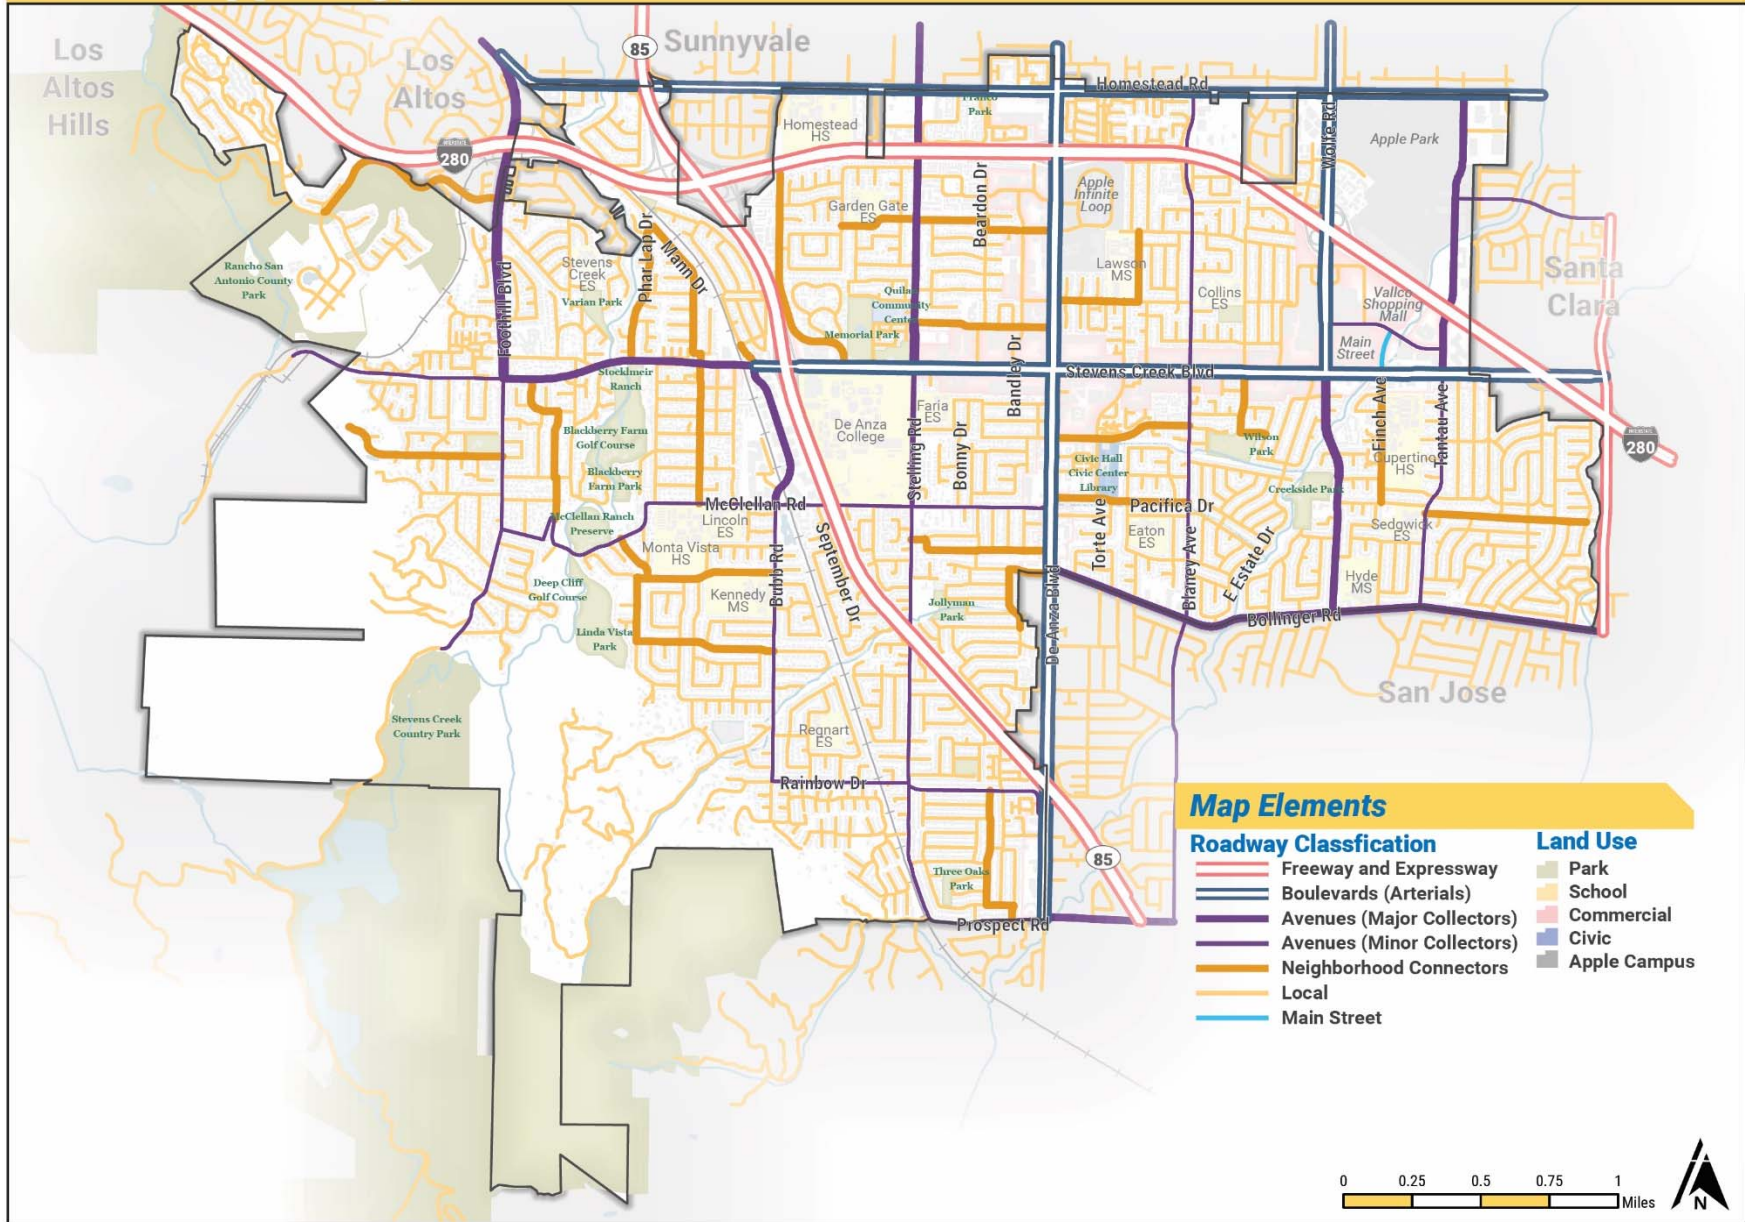 Los
Altos
Hills
Los
Altos
85
Sunnyvale
Homestead Rd
Franco
Park
Homestead
HS
Wolfe Rd
Apple Park
INTERSTATE
280
Apple
Infinite
Loop
Garden Gate
ES
Beardon Dr
Phar Lap Dr
Mann Dr
Lawson
MS
Rancho San
Antonio County
Park
Stevens
Creek
ES
Varian Park
Foothill Blvd
Quila
Community
Cente
Memorial Park
Collins
ES
Vallco
Shopping
Mall
Main
Street
Santa
Clara
Bandley Dr
Stevens Creek Blvd
Stocklmeir
Ranch
Faria
ES
De Anza
College
Stelling Rd
Bonny Dr
Finch Ave
Tantau Ave
Blackberry Farm
Golf Course
Blackberry
Farm Park
Civic Hall
Civic Center
Library
Wilson
Park
Cupertino
HS
INTERSTATE
280
Creekside Park
McClellan Rd
Pacifica Dr
McClellan Ranch
Preserve
Lincoln
ES
Monta Vista
HS
September Dr
Torte Ave
Eaton
ES
Blaney Ave
E Estate Dr
Sedgwick
ES
Bubb Rd
Deep Cliff
Golf Course
Kennedy
MS
Jollyman
Park
De Anza Blvd
Hyde
MS
Bollinger Rd
Linda Vista
Park
San Jose
Stevens Creek
Country Park
Regnart
ES
Rainbow Dr
85
Three Oaks
Park
Prospect Rd
Map Elements
Roadway Classfication
Freeway and Expressway
Boulevards (Arterials)
Avenues (Major Collectors)
Avenues (Minor Collectors)
Neighborhood Connectors
Local
Main Street
Land Use
Park
School
Commercial
Civic
Apple Campus
0 0.25 0.5 0.75 1
Miles
N